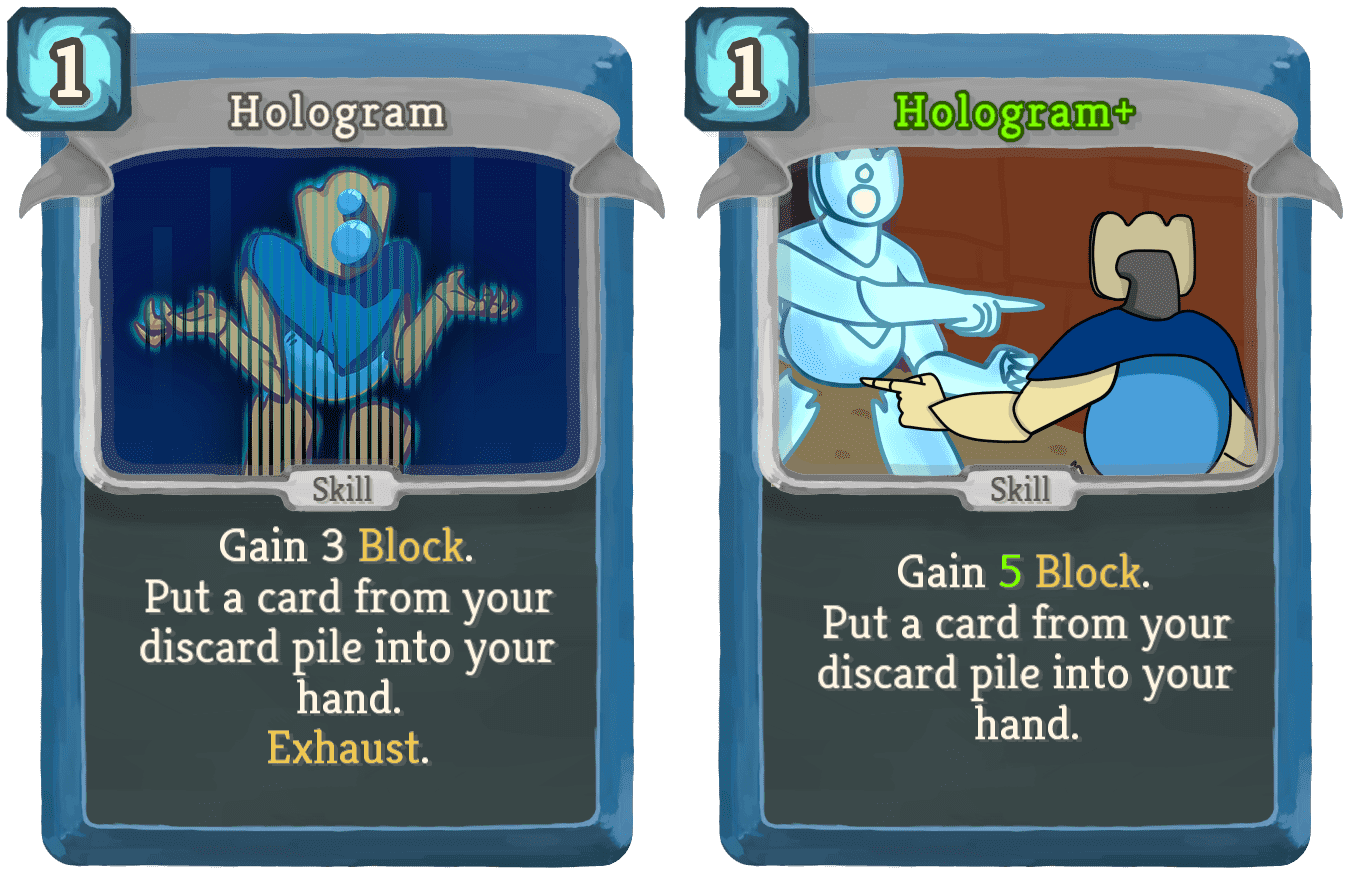 1
Hologram
Skill
Gain 3 Block.
Put a card from your
discard pile into your
hand.
Exhaust.
1
Hologram+
Skill
Gain 5 Block.
Put a card from your
discard pile into your
hand.